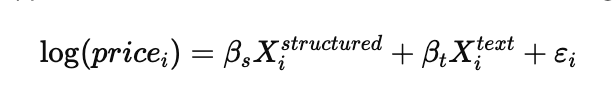 log(price_i) = β_s X_i^{structured} + β_t X_i^{text} + ε_i